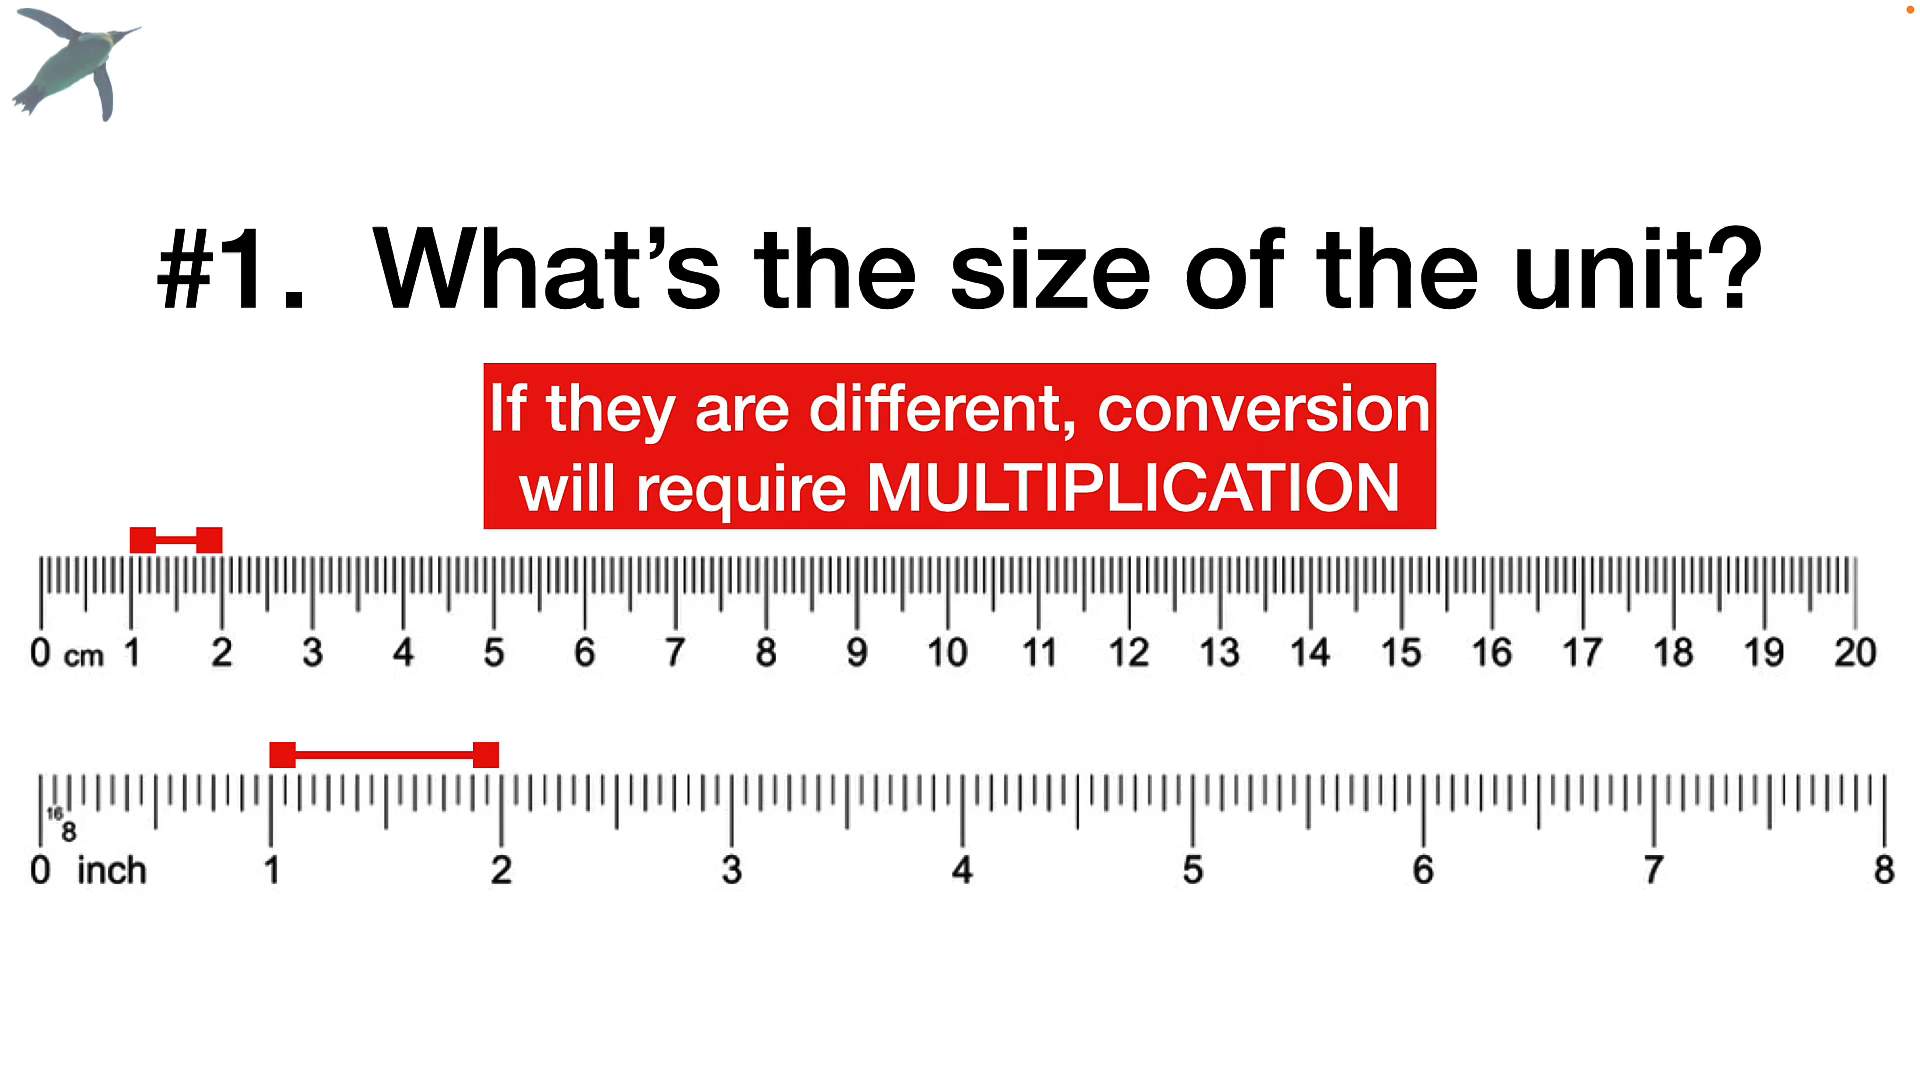 #1. What’s the size of the unit?
If they are different, conversion
will require MULTIPLICATION
0 cm 1 2 3 4 5 6 7 8 9 10 11 12 13 14 15 16 17 18 19 20
16
8
0 inch 1 2 3 4 5 6 7 8